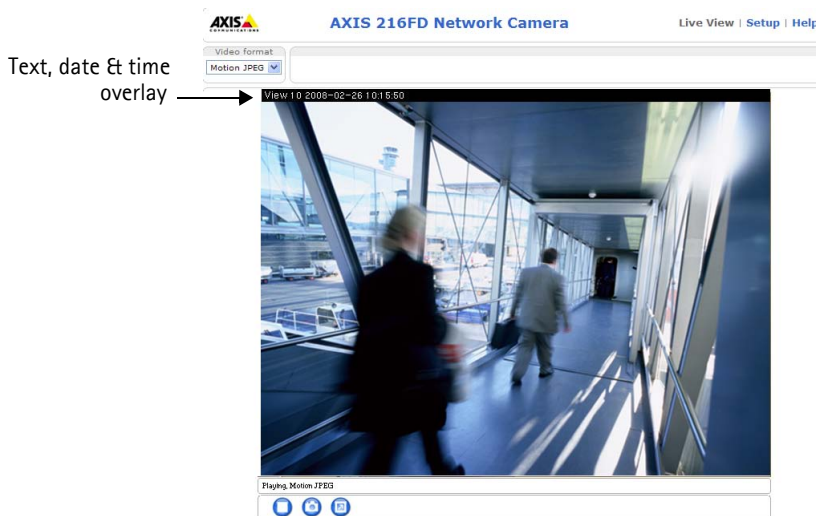 AXIS
COMMUNICATIONS
AXIS 216FD Network Camera
Live View | Setup | Help
Video format
Motion JPEG
Text, date & time
overlay
View 10 2008-02-26 10:15:50
Playing, Motion JPEG